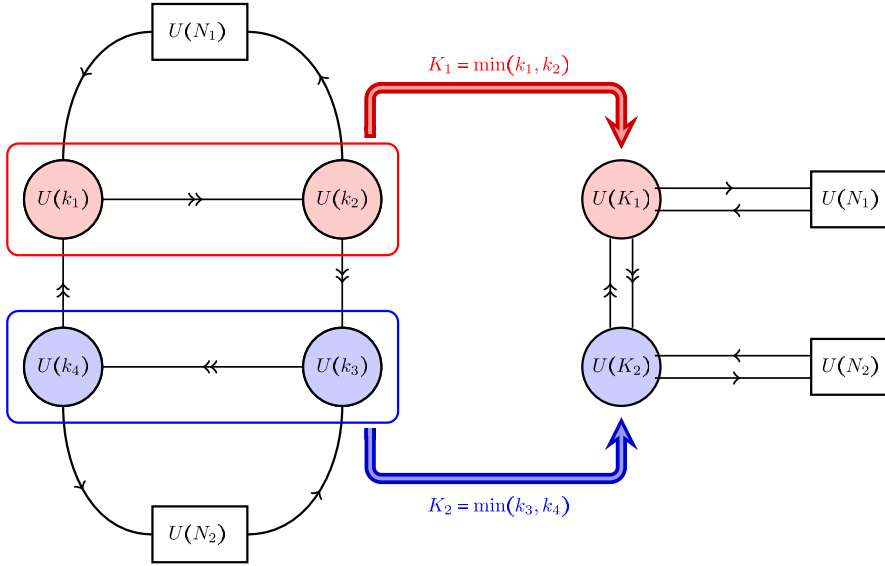 U(N₁)
K₁ = min(k₁, k₂)
U(k₁)
U(k₂)
U(K₁)
U(N₁)
U(k₄)
U(k₃)
U(K₂)
U(N₂)
K₂ = min(k₃, k₄)
U(N₂)